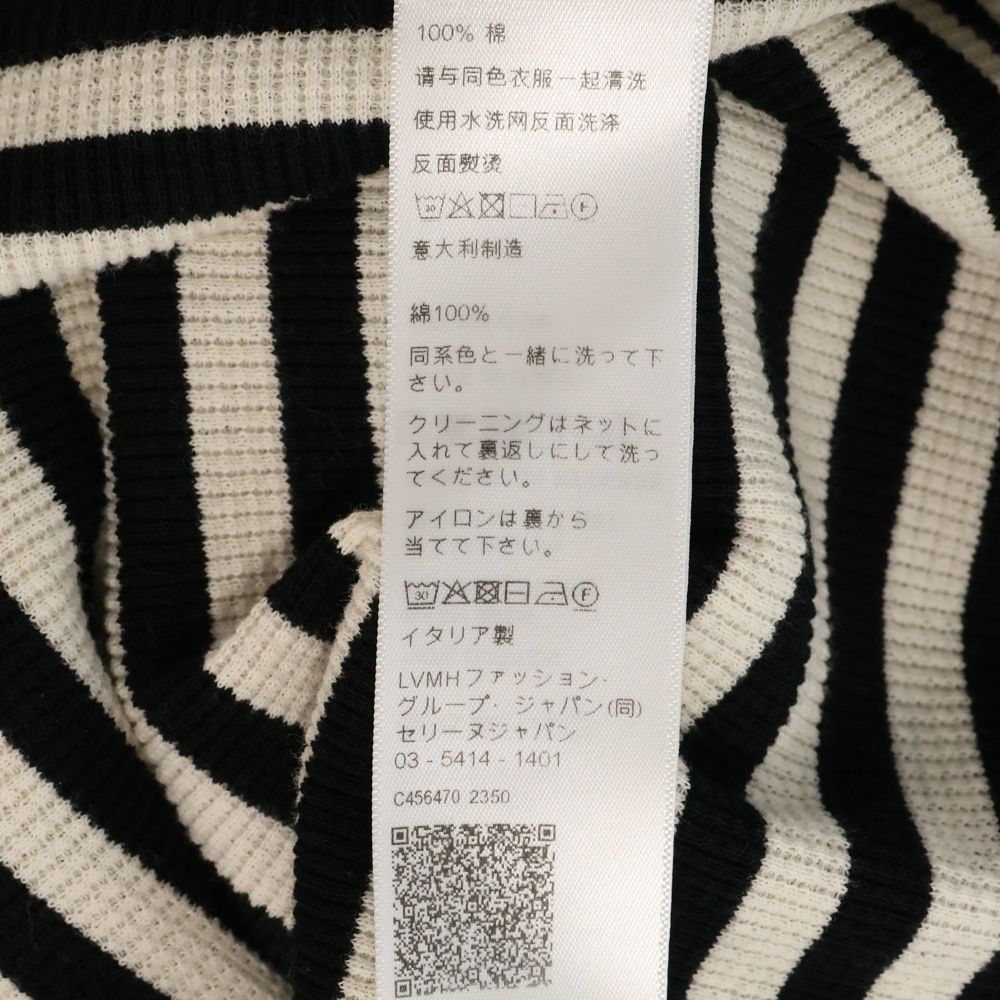 100% 棉
请与同色衣服一起清洗
使用水洗网反面洗涤
反面熨烫
30
意大利制造
綿100%
同系色と一緒に洗って下
さい。
クリーニングはネットに
入れて裏返しにして洗っ
てください。
アイロンは裏から
当てて下さい。
30 F
イタリア製
LVMHファッション·
グループ· ジャパン(同)
セリーヌジャパン
03 - 5414 - 1401
C456470 2350